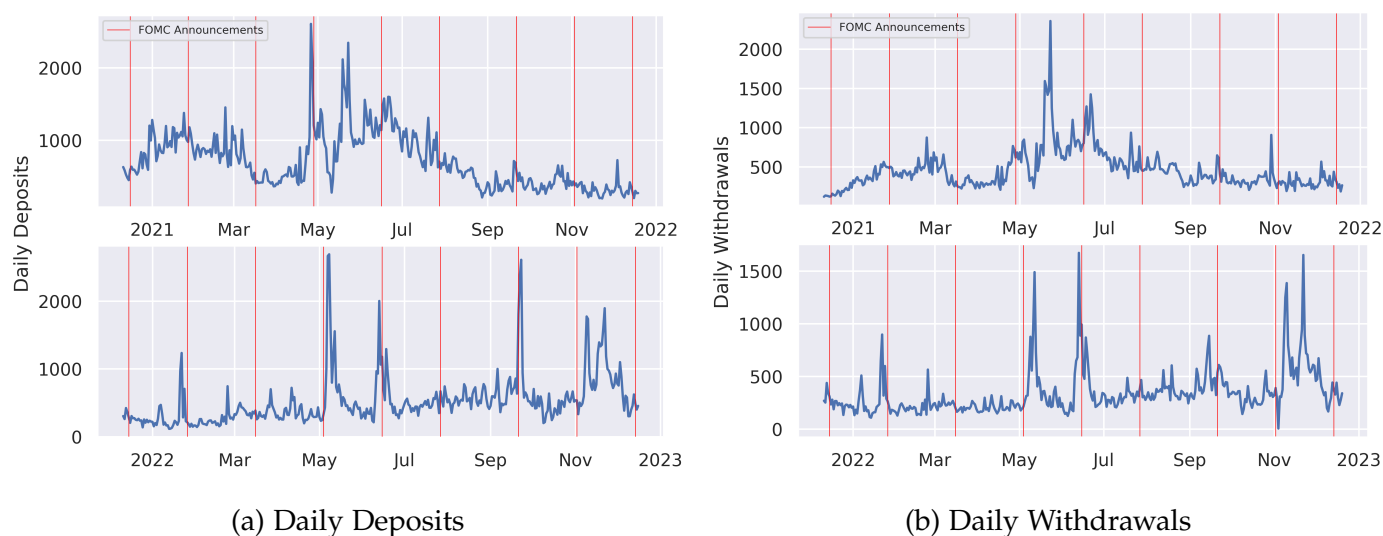 FOMC Announcements
2000
1000
2021 Mar May Jul Sep Nov 2022
Daily Deposits
2000
1000
0
2022 Mar May Jul Sep Nov 2023
(a) Daily Deposits
FOMC Announcements
2000
1500
1000
500
2021 Mar May Jul Sep Nov 2022
Daily Withdrawals
1500
1000
500
0
2022 Mar May Jul Sep Nov 2023
(b) Daily Withdrawals